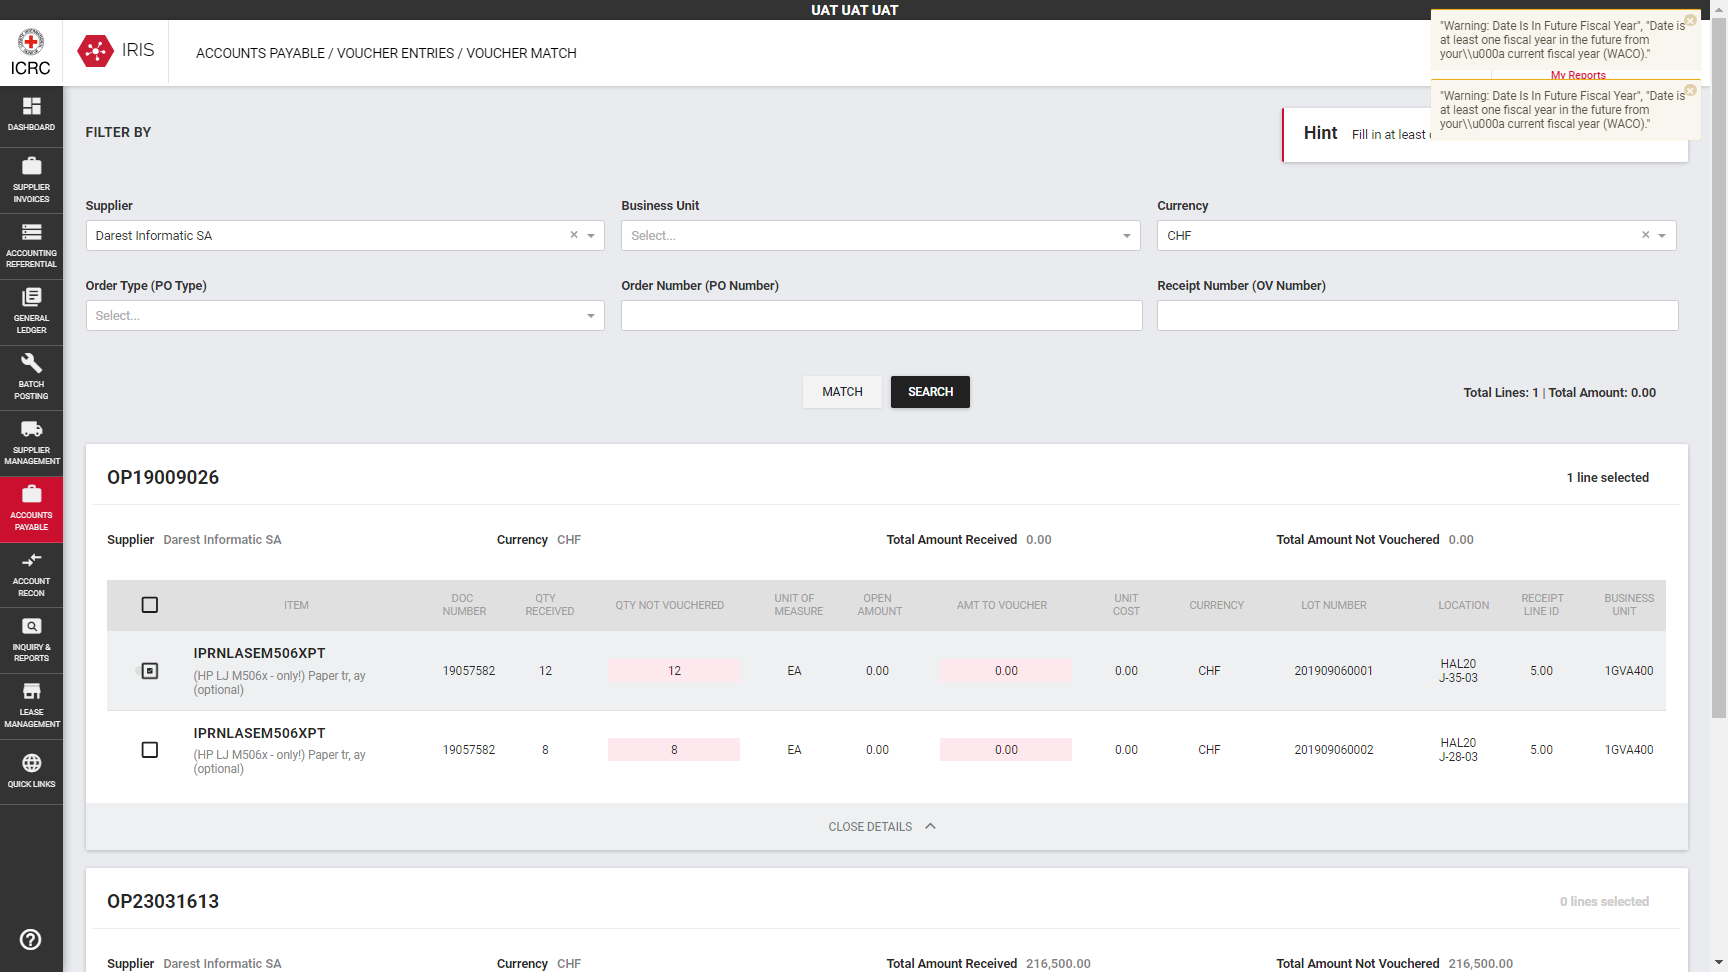 UAT UAT UAT
ICRC
IRIS
ACCOUNTS PAYABLE / VOUCHER ENTRIES / VOUCHER MATCH
"Warning: Date Is In Future Fiscal Year", "Date is
at least one fiscal year in the future from
your\\u000a current fiscal year (WACO)."
My Reports
"Warning: Date Is In Future Fiscal Year", "Date is
at least one fiscal year in the future from
your\\u000a current fiscal year (WACO)."
DASHBOARD
SUPPLIER
INVOICES
ACCOUNTING
REFERENTIAL
GENERAL
LEDGER
BATCH
POSTING
SUPPLIER
MANAGEMENT
ACCOUNTS
PAYABLE
ACCOUNT
RECON
INQUIRY &
REPORTS
LEASE
MANAGEMENT
QUICK LINKS
FILTER BY
Hint Fill in at least
Supplier
Darest Informatic SA
Business Unit
Select...
Currency
CHF
Order Type (PO Type)
Select...
Order Number (PO Number)
Receipt Number (OV Number)
MATCH
SEARCH
Total Lines: 1 | Total Amount: 0.00
OP19009026
1 line selected
Supplier Darest Informatic SA
Currency CHF
Total Amount Received 0.00
Total Amount Not Vouchered 0.00
ITEM
DOC
NUMBER
QTY
RECEIVED
QTY NOT VOUCHERED
UNIT OF
MEASURE
OPEN
AMOUNT
AMT TO VOUCHER
UNIT
COST
CURRENCY
LOT NUMBER
LOCATION
RECEIPT
LINE ID
BUSINESS
UNIT
IPRNLASEM506XPT
(HP LJ M506x - only!) Paper tr, ay
(optional)
19057582
12
12
EA
0.00
0.00
0.00
CHF
201909060001
HAL20
J-35-03
5.00
1GVA400
IPRNLASEM506XPT
(HP LJ M506x - only!) Paper tr, ay
(optional)
19057582
8
8
EA
0.00
0.00
0.00
CHF
201909060002
HAL20
J-28-03
5.00
1GVA400
CLOSE DETAILS
OP23031613
0 lines selected
Supplier Darest Informatic SA
Currency CHF
Total Amount Received 216,500.00
Total Amount Not Vouchered 216,500.00